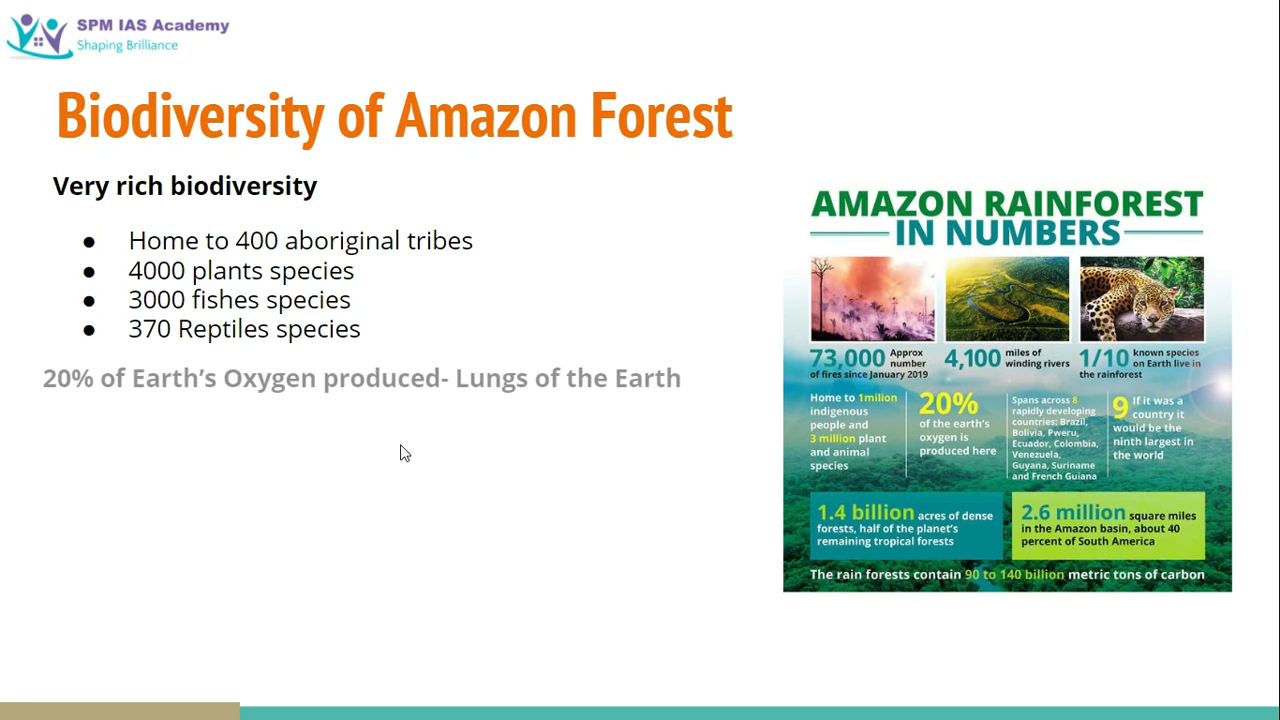 SPM IAS Academy
Shaping Brilliance
Biodiversity of Amazon Forest
Very rich biodiversity
● Home to 400 aboriginal tribes
● 4000 plants species
● 3000 fishes species
● 370 Reptiles species
20% of Earth's Oxygen produced- Lungs of the Earth
AMAZON RAINFOREST
IN NUMBERS
73,000 Approx
number
of fires since January 2019
4,100 miles of
winding rivers
1/10 known species
on Earth live in
the rainforest
Home to 1milion
indigenous
people and
3 million plant
and animal
species
20%
of the earth's
oxygen is
produced here
Spans across 8
rapidly developing
countries: Brazil,
Bolivia, Pweru,
Ecuador, Colombia,
Venezuela,
Guyana, Suriname
and French Guiana
9 If it was a
country it
would be the
ninth largest in
the world
1.4 billion acres of dense
forests, half of the planet's
remaining tropical forests
2.6 million square miles
in the Amazon basin, about 40
percent of South America
The rain forests contain 90 to 140 billion metric tons of carbon